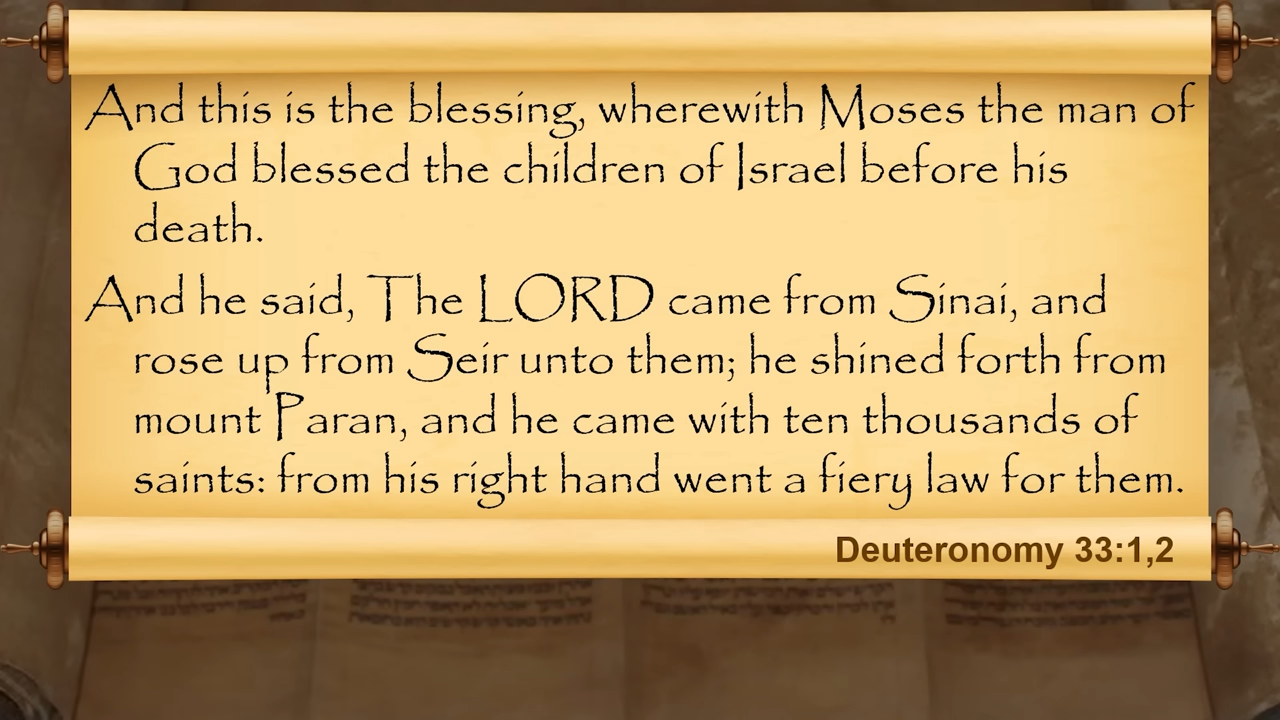 And this is the blessing, wherewith Moses the man of
God blessed the children of Israel before his
death.
And he said, The LORD came from Sinai, and
rose up from Seir unto them; he shined forth from
mount Paran, and he came with ten thousands of
saints: from his right hand went a fiery law for them.
Deuteronomy 33:1,2